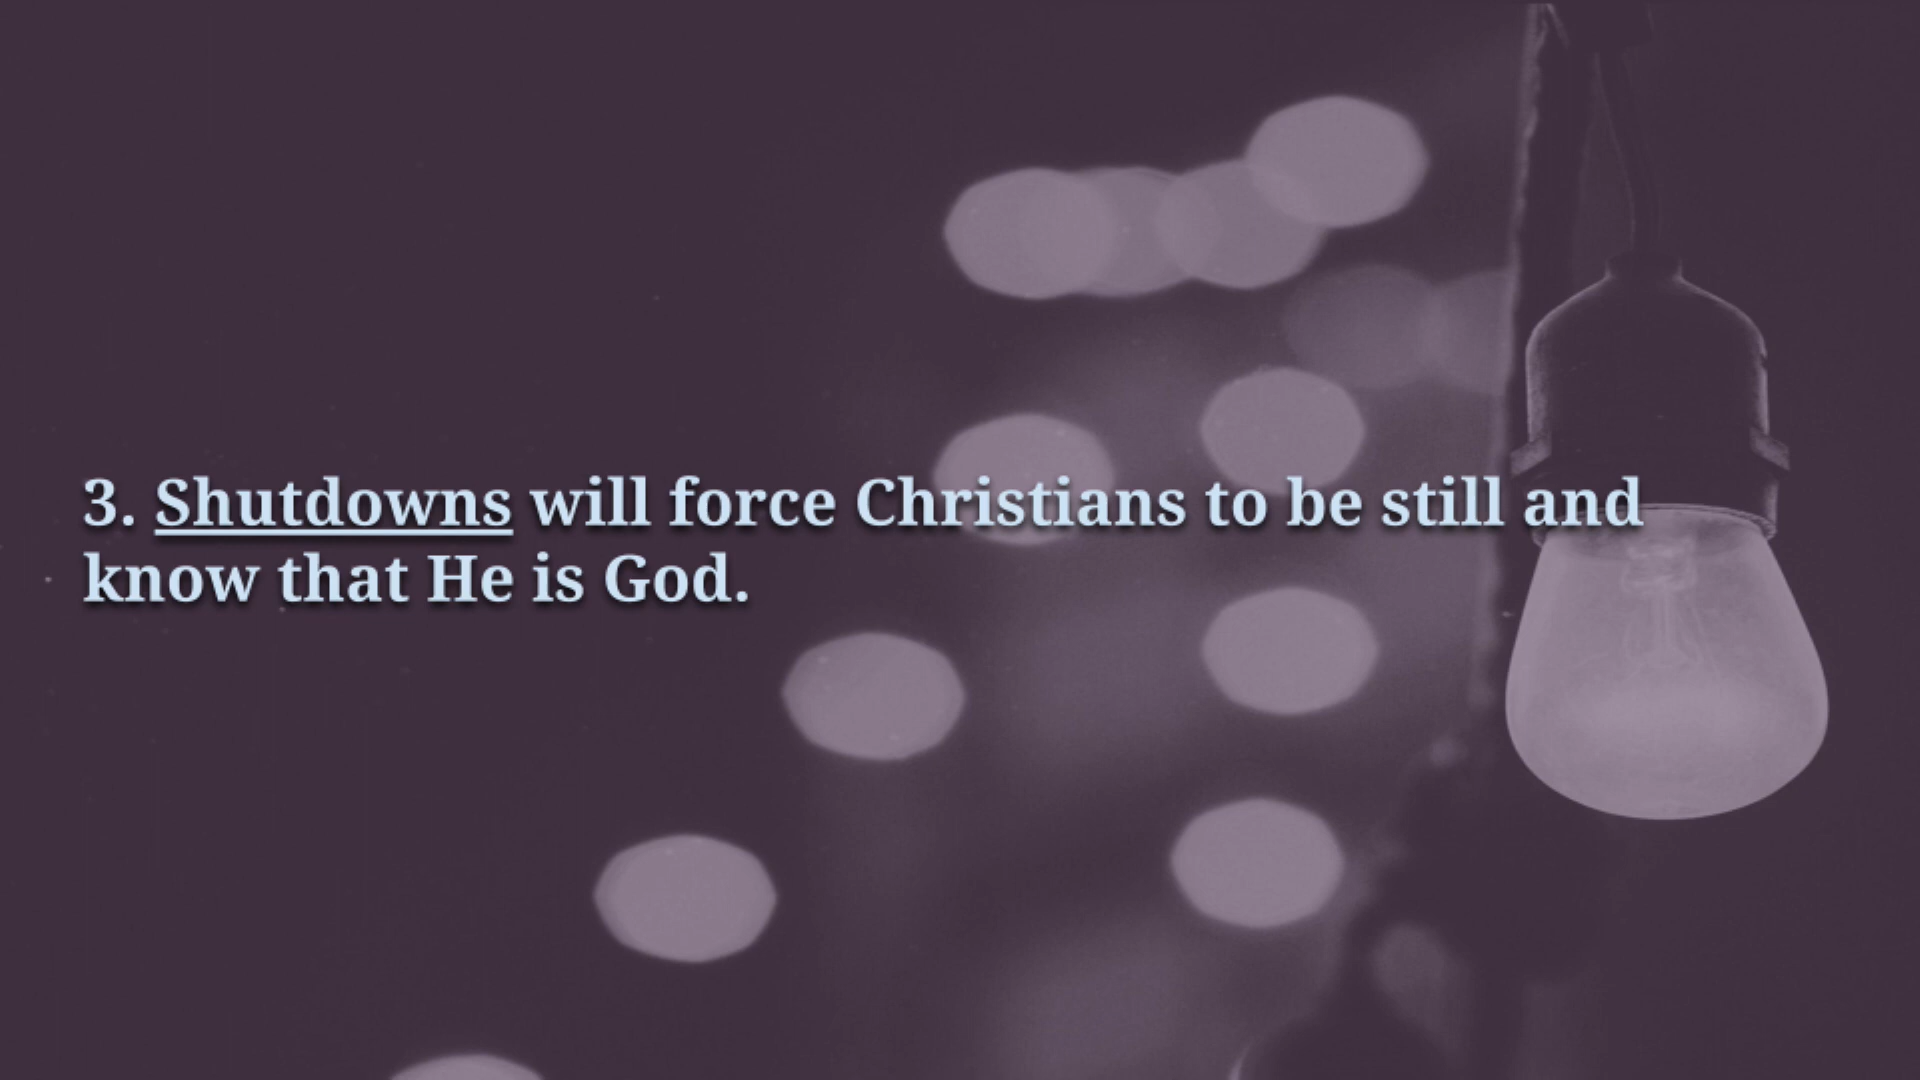 3. Shutdowns will force Christians to be still and
know that He is God.